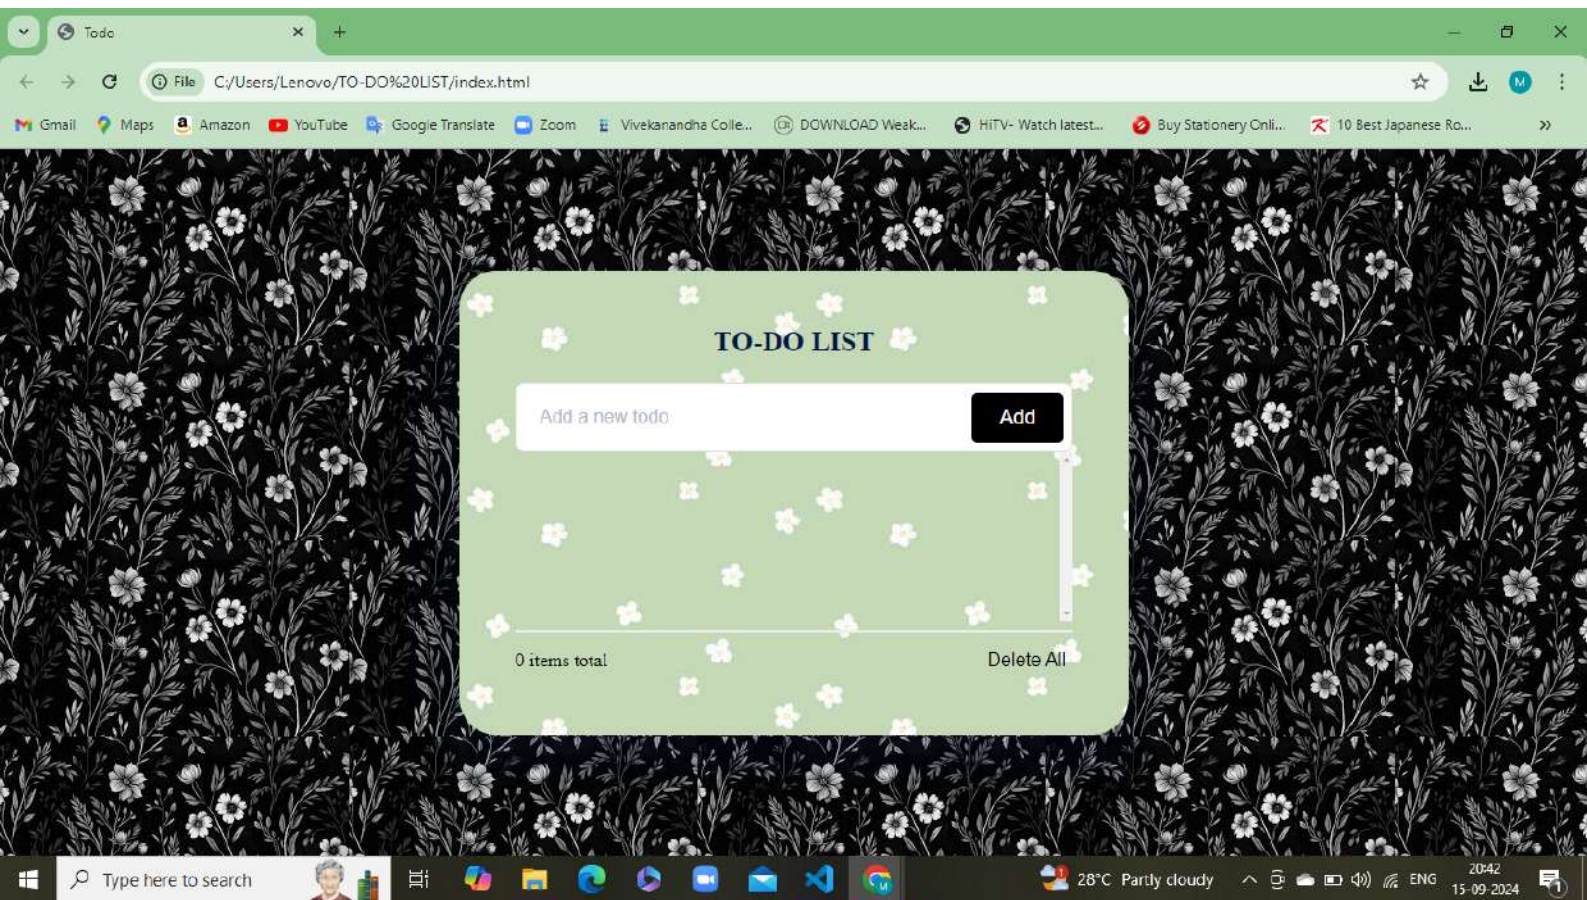 Todo
File C:/Users/Lenovo/TO-DO%20LIST/index.html
M
Gmail Maps Amazon YouTube Google Translate Zoom Vivekanandha Colle... DOWNLOAD Weak... HiTV- Watch latest... Buy Stationery Onli... 10 Best Japanese Ro...
TO-DO LIST
Add a new todo
Add
0 items total
Delete All
Type here to search
28°C Partly cloudy
ENG
20:42
15-09-2024